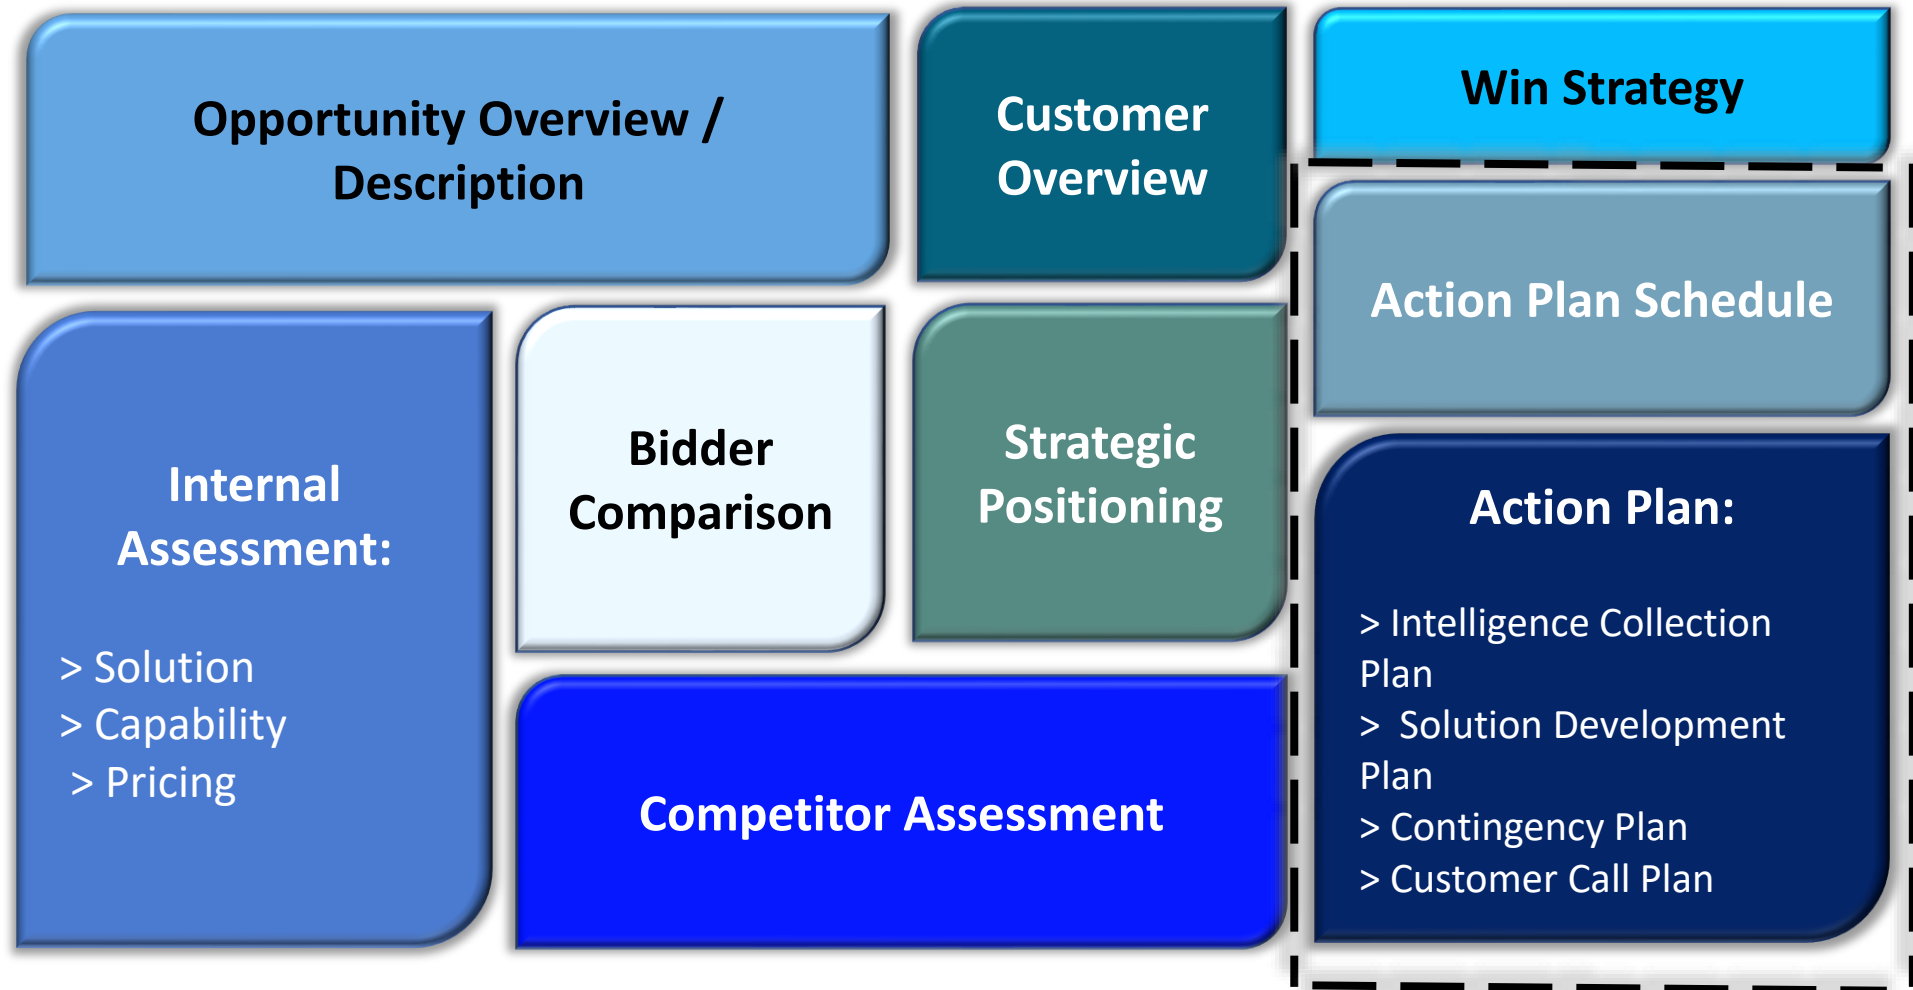 Opportunity Overview /
Description
Customer
Overview
Win Strategy
Action Plan Schedule
Internal
Assessment:
> Solution
> Capability
> Pricing
Bidder
Comparison
Strategic
Positioning
Competitor Assessment
Action Plan:
> Intelligence Collection
Plan
>  Solution Development
Plan
> Contingency Plan
> Customer Call Plan